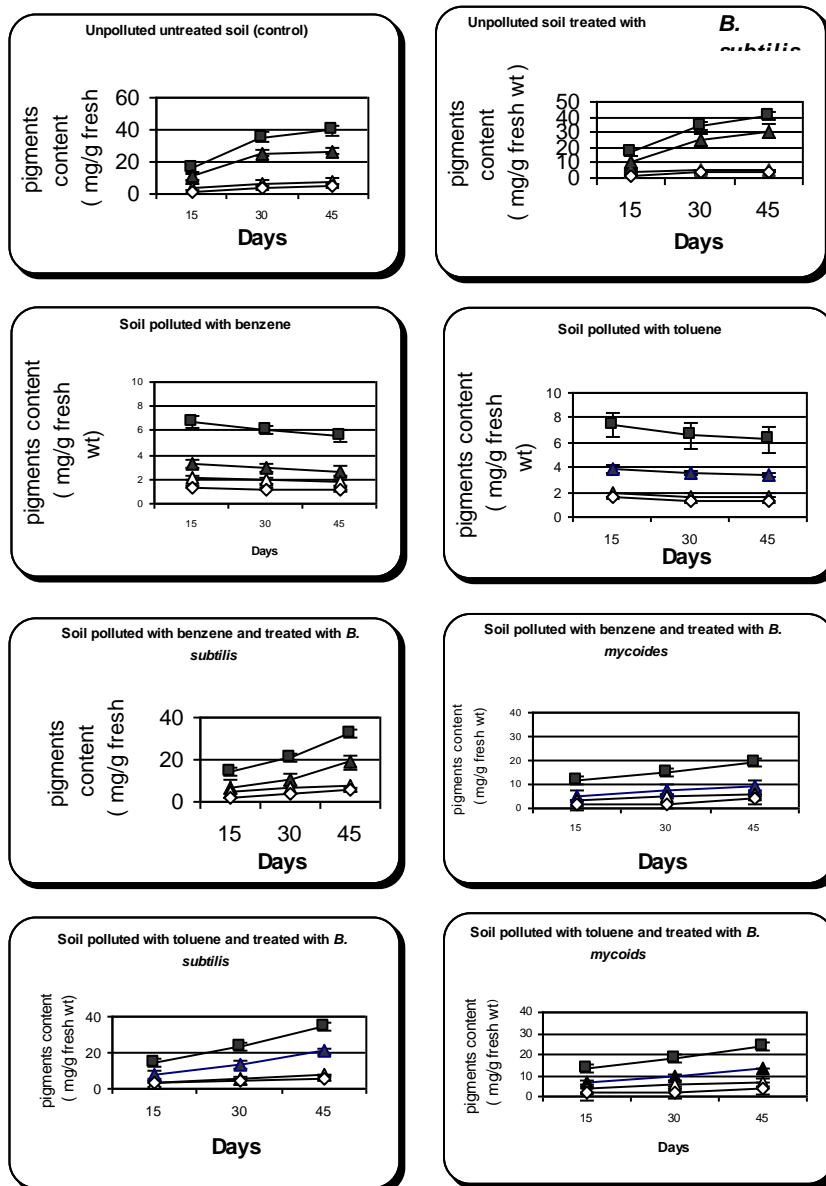 Unpolluted untreated soil (control)
pigments
content
( mg/g fresh
60
40
20
0
15 30 45
Days
Unpolluted soil treated with B.
subtilis
pigments
content
( mg/g fresh wt )
50
40
30
20
10
0
15 30 45
Days
Soil polluted with benzene
pigments content
( mg/g fresh
wt)
10
8
6
4
2
0
15 30 45
Days
Soil polluted with toluene
pigments content
( mg/g fresh
wt)
10
8
6
4
2
0
15 30 45
Days
Soil polluted with benzene and treated with B.
subtilis
pigments
content
( mg/g fresh
40
20
0
15 30 45
Days
Soil polluted with benzene and treated with B.
mycoides
pigments content
( mg/g fresh wt)
40
30
20
10
0
15 30 45
Days
Soil polluted with toluene and treated with B.
subtilis
pigments content
( mg/g fresh wt)
40
20
0
15 30 45
Days
Soil polluted with toluene and treated with B.
mycoids
pigments content
( mg/g fresh wt)
40
30
20
10
0
15 30 45
Days